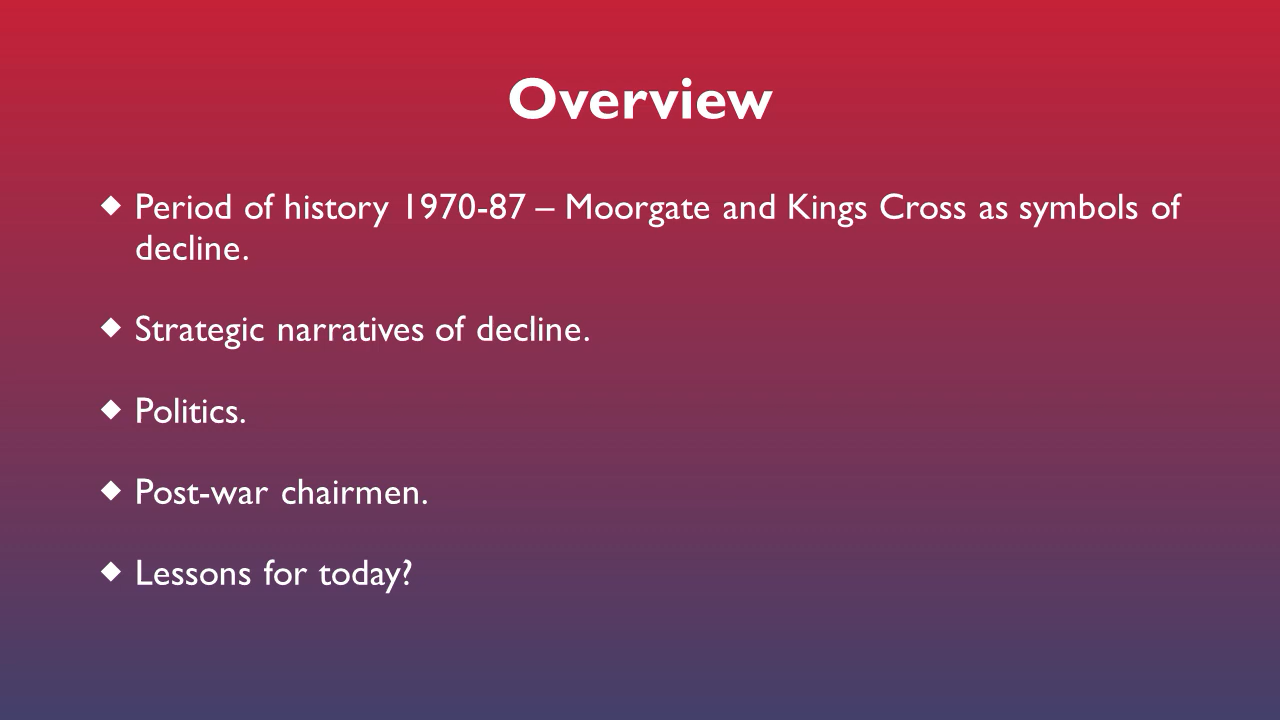 Overview
◆ Period of history 1970-87 – Moorgate and Kings Cross as symbols of
decline.
◆ Strategic narratives of decline.
◆ Politics.
◆ Post-war chairmen.
◆ Lessons for today?